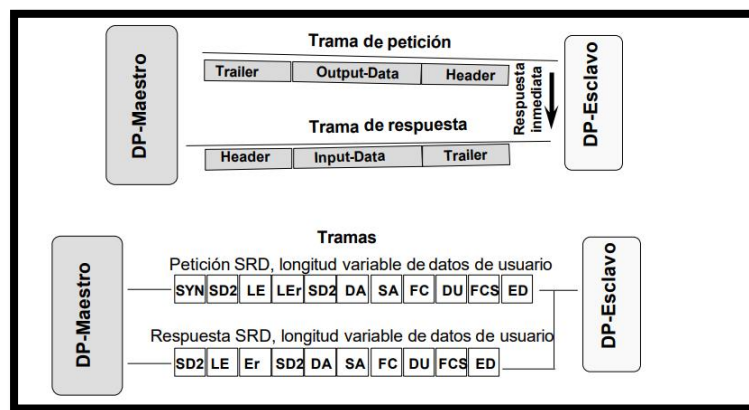 DP-Maestro
Trama de petición
Trailer Output-Data Header
Respuesta
inmediata
DP-Esclavo
Trama de respuesta
Header Input-Data Trailer
Tramas
DP-Maestro
Petición SRD, longitud variable de datos de usuario
SYN SD2 LE LEr SD2 DA SA FC DU FCS ED
DP-Esclavo
Respuesta SRD, longitud variable de datos de usuario
SD2 LE Er SD2 DA SA FC DU FCS ED